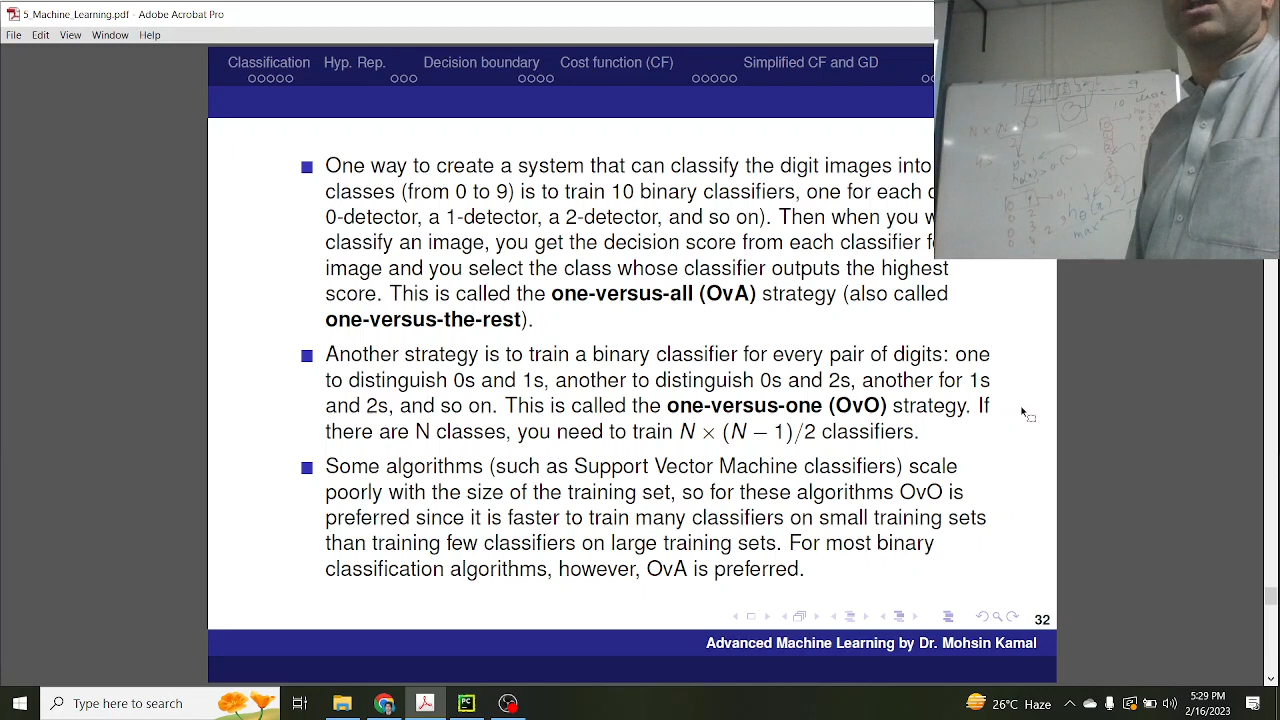 5_Machine_Learning.pdf - Adobe Acrobat Pro
File Edit View Window Help
Classification Hyp. Rep. Decision boundary Cost function (CF) Simplified CF and GD
One way to create a system that can classify the digit images into
classes (from 0 to 9) is to train 10 binary classifiers, one for each
0-detector, a 1-detector, a 2-detector, and so on). Then when you
classify an image, you get the decision score from each classifier
image and you select the class whose classifier outputs the highest
score. This is called the one-versus-all (OvA) strategy (also called
one-versus-the-rest).
Another strategy is to train a binary classifier for every pair of digits: one
to distinguish 0s and 1s, another to distinguish 0s and 2s, another for 1s
and 2s, and so on. This is called the one-versus-one (OvO) strategy. If
there are N classes, you need to train N × (N − 1)/2 classifiers.
Some algorithms (such as Support Vector Machine classifiers) scale
poorly with the size of the training set, so for these algorithms OvO is
preferred since it is faster to train many classifiers on small training sets
than training few classifiers on large training sets. For most binary
classification algorithms, however, OvA is preferred.
32
Advanced Machine Learning by Dr. Mohsin Kamal
Type here to search
26°C Haze
5:29 PM
2/16/2023